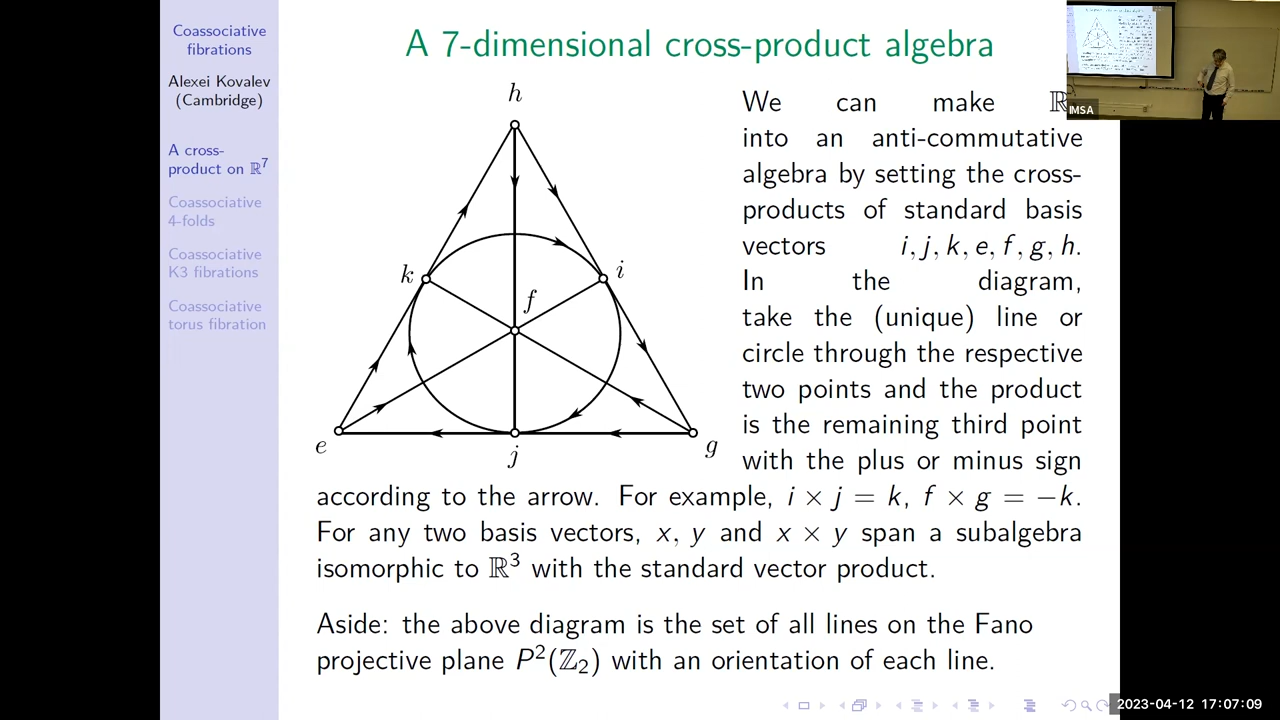 Coassociative
fibrations
Alexei Kovalev
(Cambridge)
A cross-
product on ℝ⁷
Coassociative
4-folds
Coassociative
K3 fibrations
Coassociative
torus fibration
A 7-dimensional cross-product algebra
h
k
i
f
e
j
g
We can make ℝ
into an anti-commutative
algebra by setting the cross-
products of standard basis
vectors i, j, k, e, f, g, h.
In the diagram,
take the (unique) line or
circle through the respective
two points and the product
is the remaining third point
with the plus or minus sign
according to the arrow. For example, i × j = k, f × g = −k.
For any two basis vectors, x, y and x × y span a subalgebra
isomorphic to ℝ³ with the standard vector product.
Aside: the above diagram is the set of all lines on the Fano
projective plane P²(ℤ₂) with an orientation of each line.
IMSA
2023-04-12 17:07:09